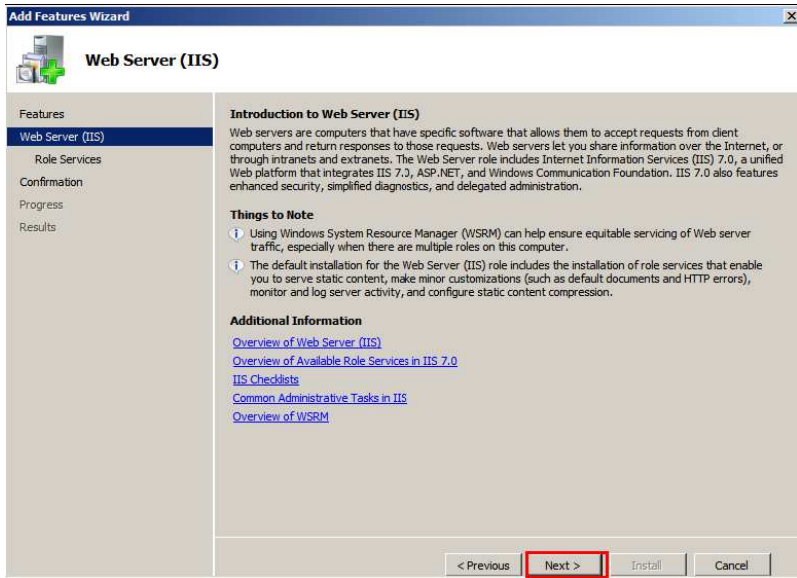 Add Features Wizard
Web Server (IIS)
Features
Web Server (IIS)
Role Services
Confirmation
Progress
Results
Introduction to Web Server (IIS)
Web servers are computers that have specific software that allows them to accept requests from client
computers and return responses to those requests. Web servers let you share information over the Internet, or
through intranets and extranets. The Web Server role includes Internet Information Services (IIS) 7.0, a unified
Web platform that integrates IIS 7.0, ASP.NET, and Windows Communication Foundation. IIS 7.0 also features
enhanced security, simplified diagnostics, and delegated administration.
Things to Note
Using Windows System Resource Manager (WSRM) can help ensure equitable servicing of Web server
traffic, especially when there are multiple roles on this computer.
The default installation for the Web Server (IIS) role includes the installation of role services that enable
you to serve static content, make minor customizations (such as default documents and HTTP errors),
monitor and log server activity, and configure static content compression.
Additional Information
Overview of Web Server (IIS)
Overview of Available Role Services in IIS 7.0
IIS Checklists
Common Administrative Tasks in IIS
Overview of WSRM
< Previous Next > Install Cancel